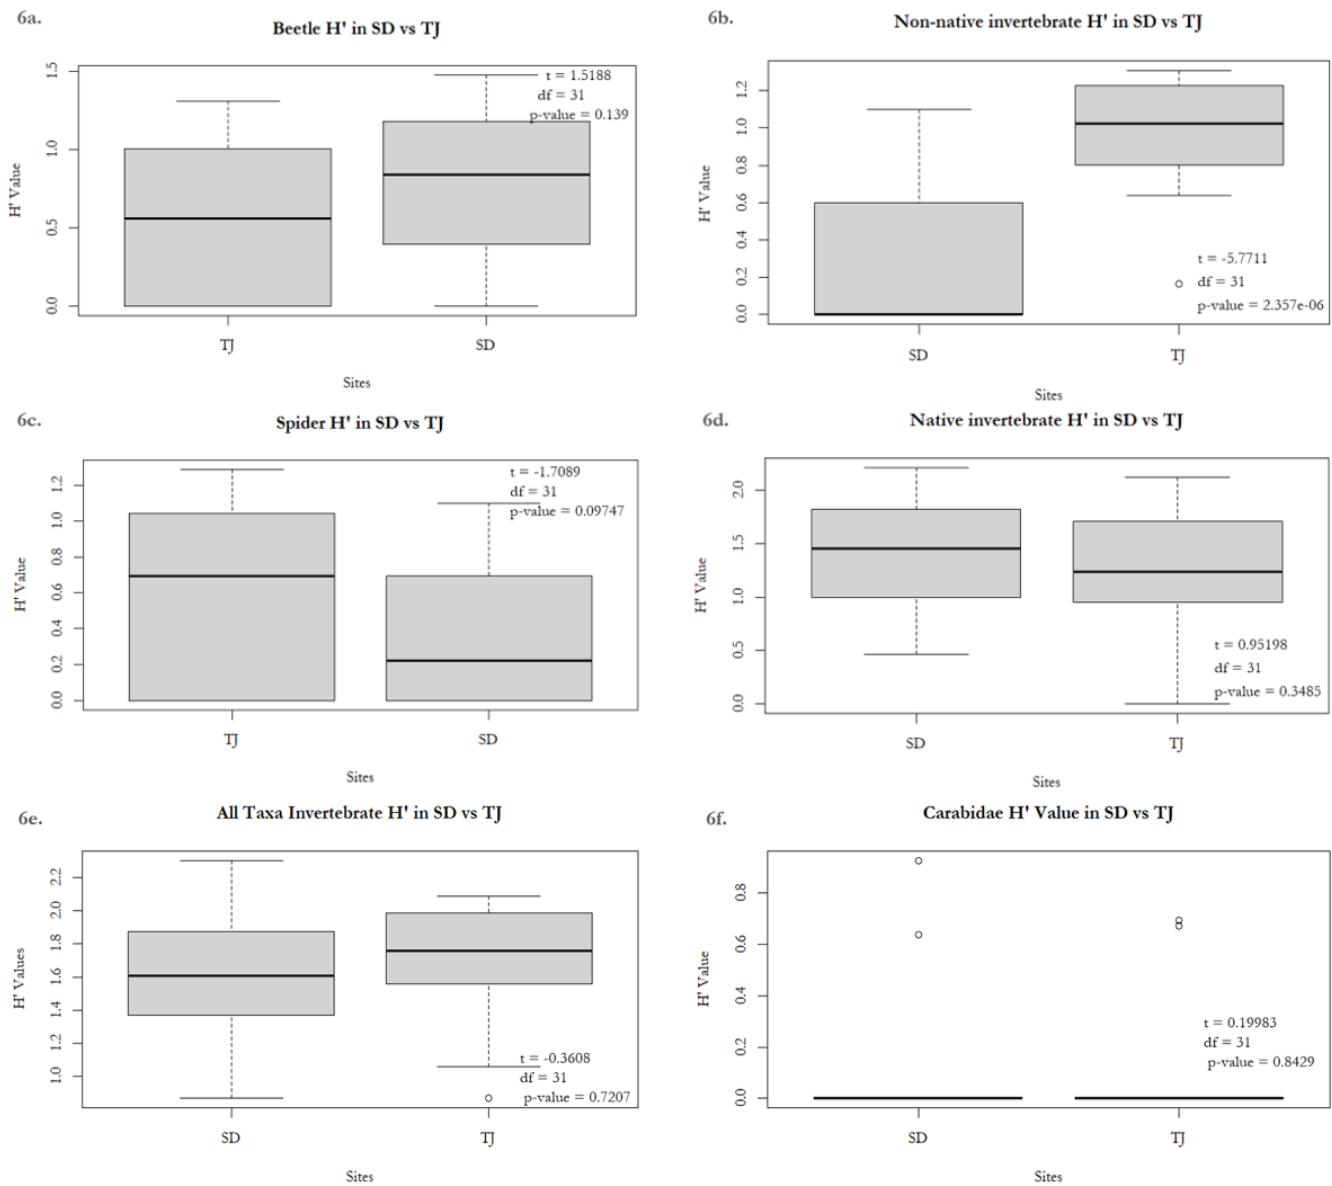 6a.
Beetle H' in SD vs TJ
H' Value
0.0
0.5
1.0
1.5
t = 1.5188
df = 31
p-value = 0.139
TJ
SD
Sites
6b.
Non-native invertebrate H' in SD vs TJ
H' Value
0.0
0.2
0.4
0.6
0.8
1.0
1.2
t = -5.7711
df = 31
p-value = 2.357e-06
SD
TJ
Sites
6c.
Spider H' in SD vs TJ
H' Value
0.0
0.2
0.4
0.6
0.8
1.0
1.2
t = -1.7089
df = 31
p-value = 0.09747
TJ
SD
Sites
6d.
Native invertebrate H' in SD vs TJ
H' Value
0.0
0.5
1.0
1.5
2.0
t = 0.95198
df = 31
p-value = 0.3485
SD
TJ
Sites
6e.
All Taxa Invertebrate H' in SD vs TJ
H' Values
1.0
1.2
1.4
1.6
1.8
2.0
2.2
t = -0.3608
df = 31
p-value = 0.7207
SD
TJ
Sites
6f.
Carabidae H' Value in SD vs TJ
H' Value
0.0
0.2
0.4
0.6
0.8
t = 0.19983
df = 31
p-value = 0.8429
SD
TJ
Sites